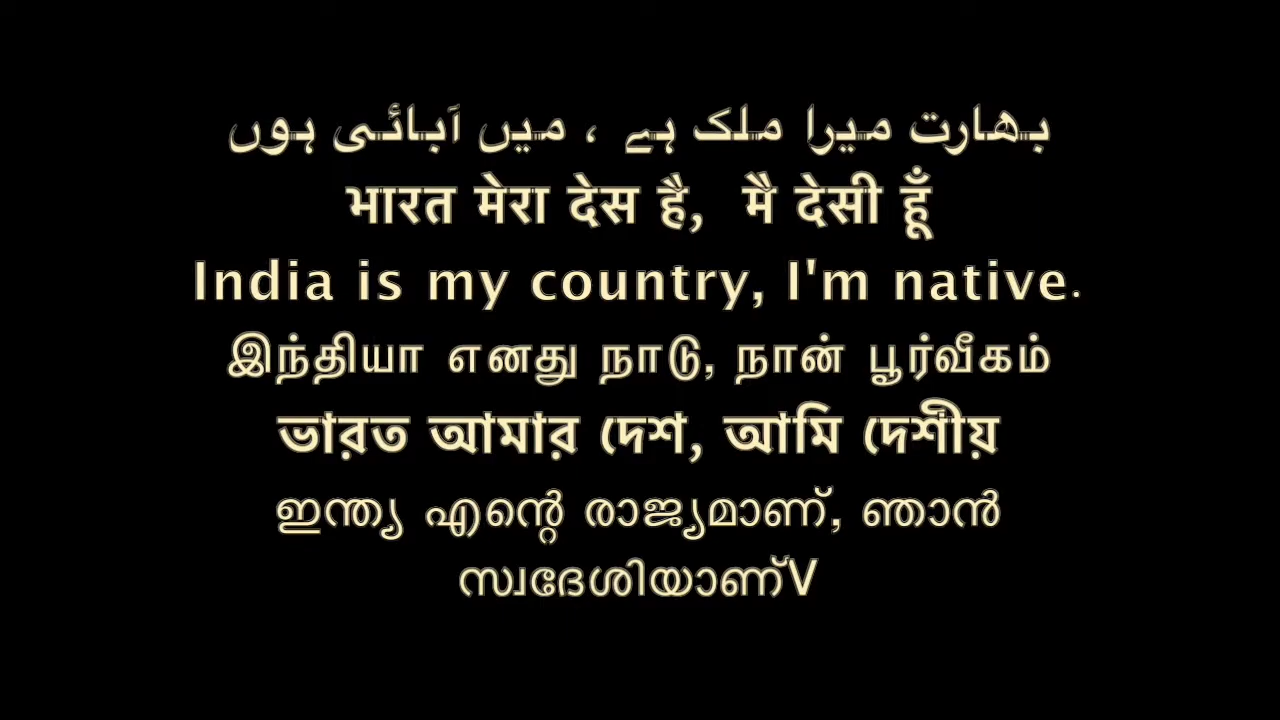 بھارت میرا ملک ہے ، میں آبائی ہوں
भारत मेरा देस है, मै देसी हूँ
India is my country, I'm native.
இந்தியா எனது நாடு, நான் பூர்வீகம்
ভারত আমার দেশ, আমি দেশীয়
ഇന്ത്യ എന്റെ രാജ്യമാണ്, ഞാൻ
സ്വദേശിയാണ്V